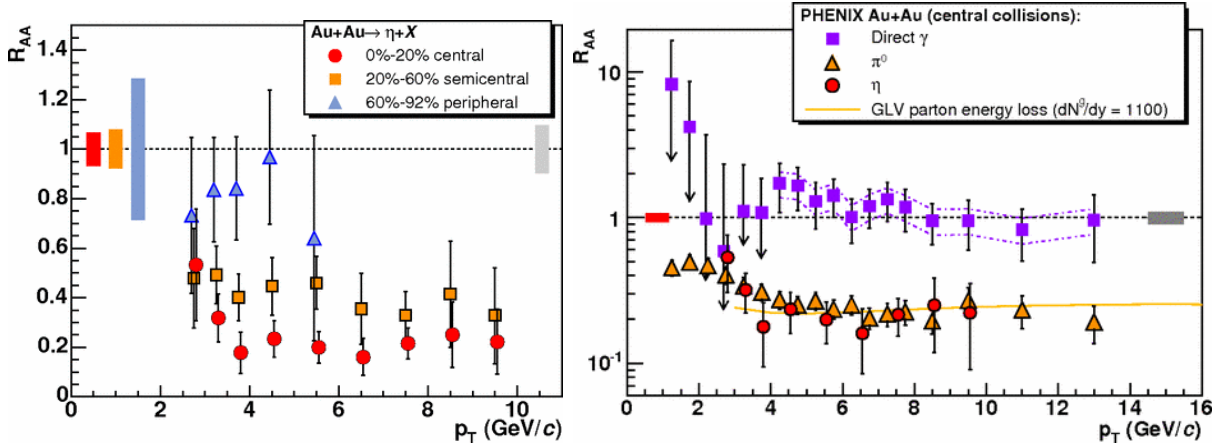 R_AA
1.4
1.2
1
0.8
0.6
0.4
0.2
0
0 2 4 6 8 10
p_T (GeV/c)
Au+Au→ η+X
0%-20% central
20%-60% semicentral
60%-92% peripheral
R_AA
10
1
10^-1
0 2 4 6 8 10 12 14 16
p_T (GeV/c)
PHENIX Au+Au (central collisions):
Direct γ
π^0
η
GLV parton energy loss (dN^g/dy = 1100)